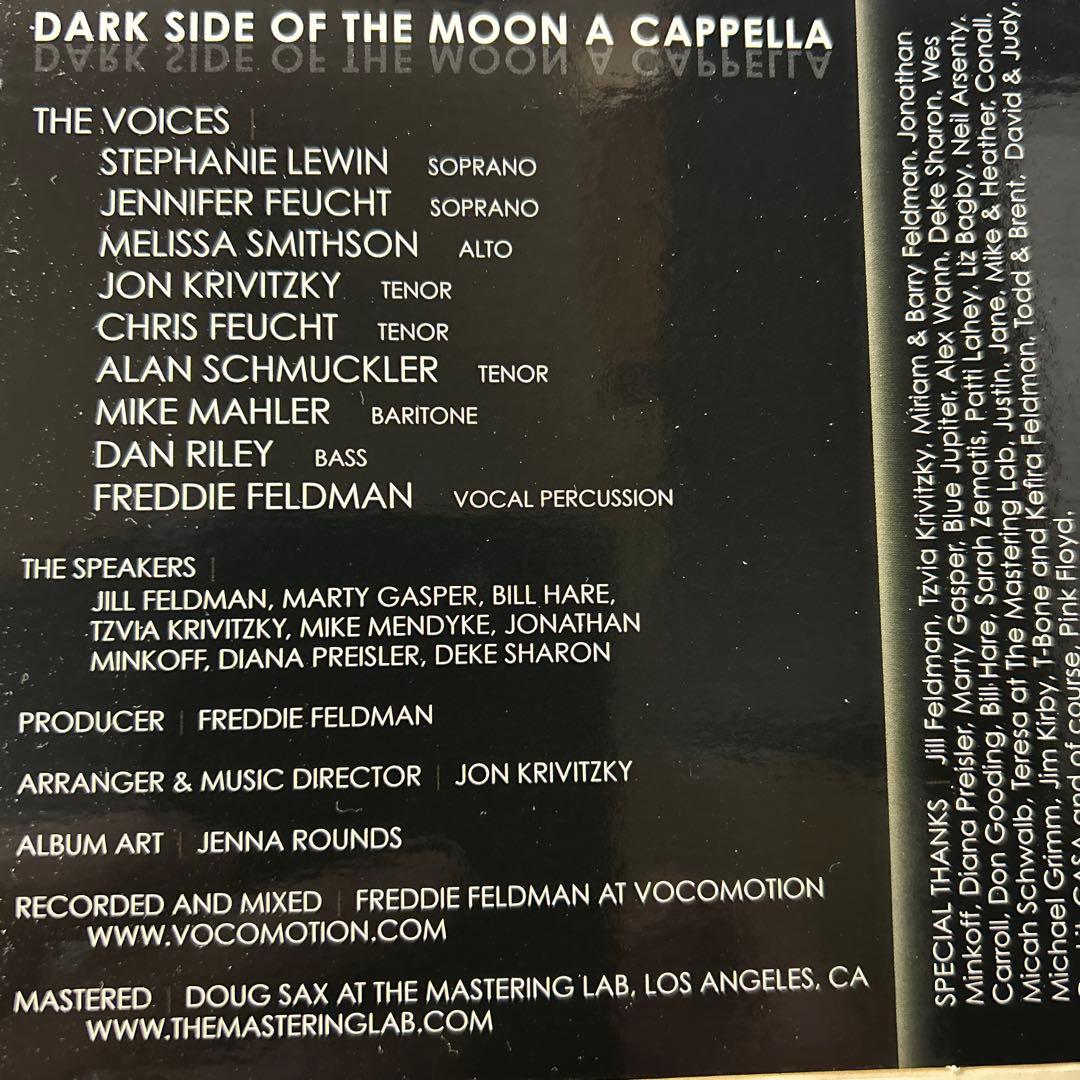 DARK SIDE OF THE MOON A CAPPELLA
THE VOICES
STEPHANIE LEWIN SOPRANO
JENNIFER FEUCHT SOPRANO
MELISSA SMITHSON ALTO
JON KRIVITZKY TENOR
CHRIS FEUCHT TENOR
ALAN SCHMUCKLER TENOR
MIKE MAHLER BARITONE
DAN RILEY BASS
FREDDIE FELDMAN VOCAL PERCUSSION
THE SPEAKERS
JILL FELDMAN, MARTY GASPER, BILL HARE,
TZVIA KRIVITZKY, MIKE MENDYKE, JONATHAN
MINKOFF, DIANA PREISLER, DEKE SHARON
PRODUCER | FREDDIE FELDMAN
ARRANGER & MUSIC DIRECTOR | JON KRIVITZKY
ALBUM ART | JENNA ROUNDS
RECORDED AND MIXED | FREDDIE FELDMAN AT VOCOMOTION
WWW.VOCOMOTION.COM
MASTERED | DOUG SAX AT THE MASTERING LAB, LOS ANGELES, CA
WWW.THEMASTERINGLAB.COM
SPECIAL THANKS | Jill Feldman, Tzvia Krivitzky, Miriam & Barry Feldman, Jonathan
Minkoff, Diana Preisler, Marty Gasper, Blue Jupiter, Alex Wann, Deke Sharon, Wes
Carroll, Don Gooding, Bill Hare, Sarah Zematis, Patti Lahey, Liz Bagby, Neil Arsenty,
Micah Schwalb, Teresa at The Mastering Lab, Justin, Jane, Mike & Heather, Conall,
Michael Grimm, Jim Kirby, T-Bone and Kefira Feldman, Todd & Brent, David & Judy,
and of course, Pink Floyd.